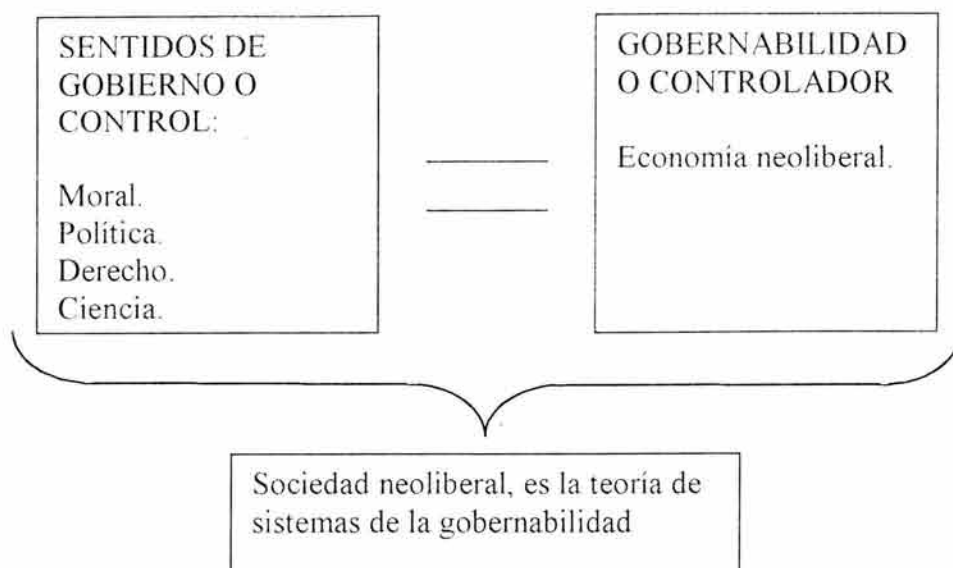 SENTIDOS DE
GOBIERNO O
CONTROL:
Moral.
Política.
Derecho.
Ciencia.
GOBERNABILIDAD
O CONTROLADOR
Economía neoliberal.
Sociedad neoliberal, es la teoría de
sistemas de la gobernabilidad